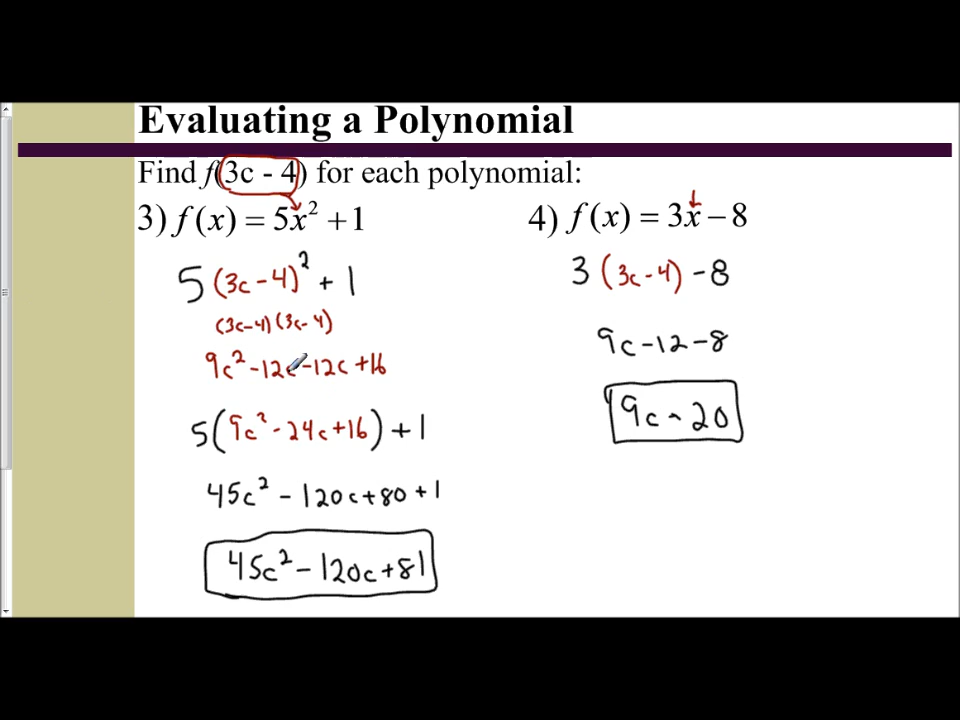 Evaluating a Polynomial
Find f(3c - 4) for each polynomial:
3) f(x) = 5x² + 1
5(3c - 4)² + 1
(3c-4)(3c-4)
9c² - 12c - 12c + 16
5(9c² - 24c + 16) + 1
45c² - 120c + 80 + 1
45c² - 120c + 81
4) f(x) = 3x - 8
3(3c - 4) - 8
9c - 12 - 8
9c - 20